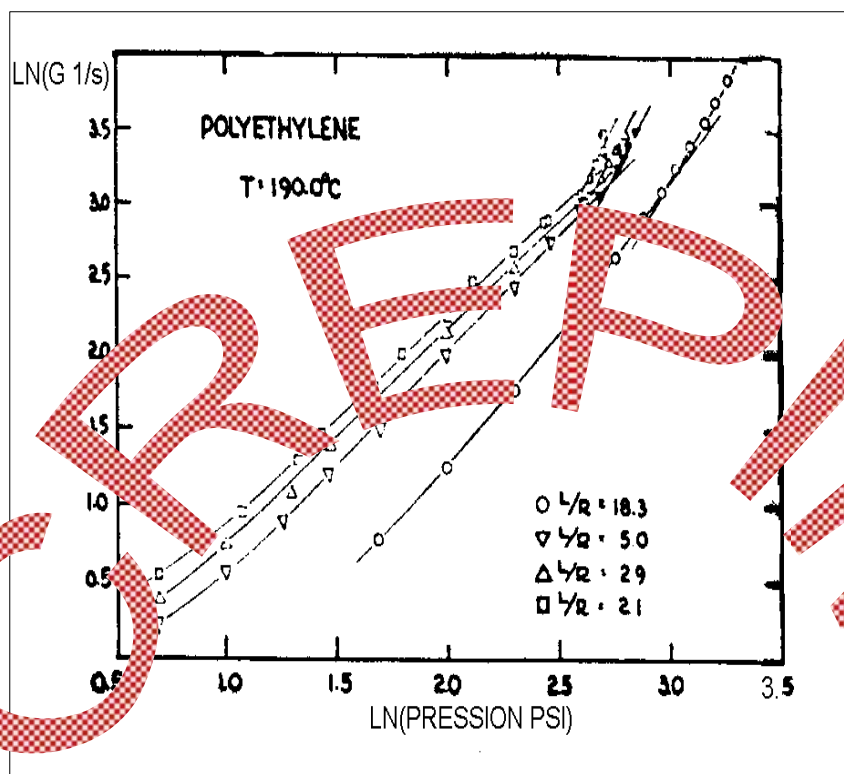 LN(G 1/s)
POLYETHYLENE
T: 190.0°C
3.5
3.0
2.5
2.0
1.5
1.0
0.5
○ L/R = 18.3
▽ L/R = 5.0
△ L/R = 2.9
□ L/R = 2.1
0.5 1.0 1.5 2.0 2.5 3.0 3.5
LN(PRESSION PSI)